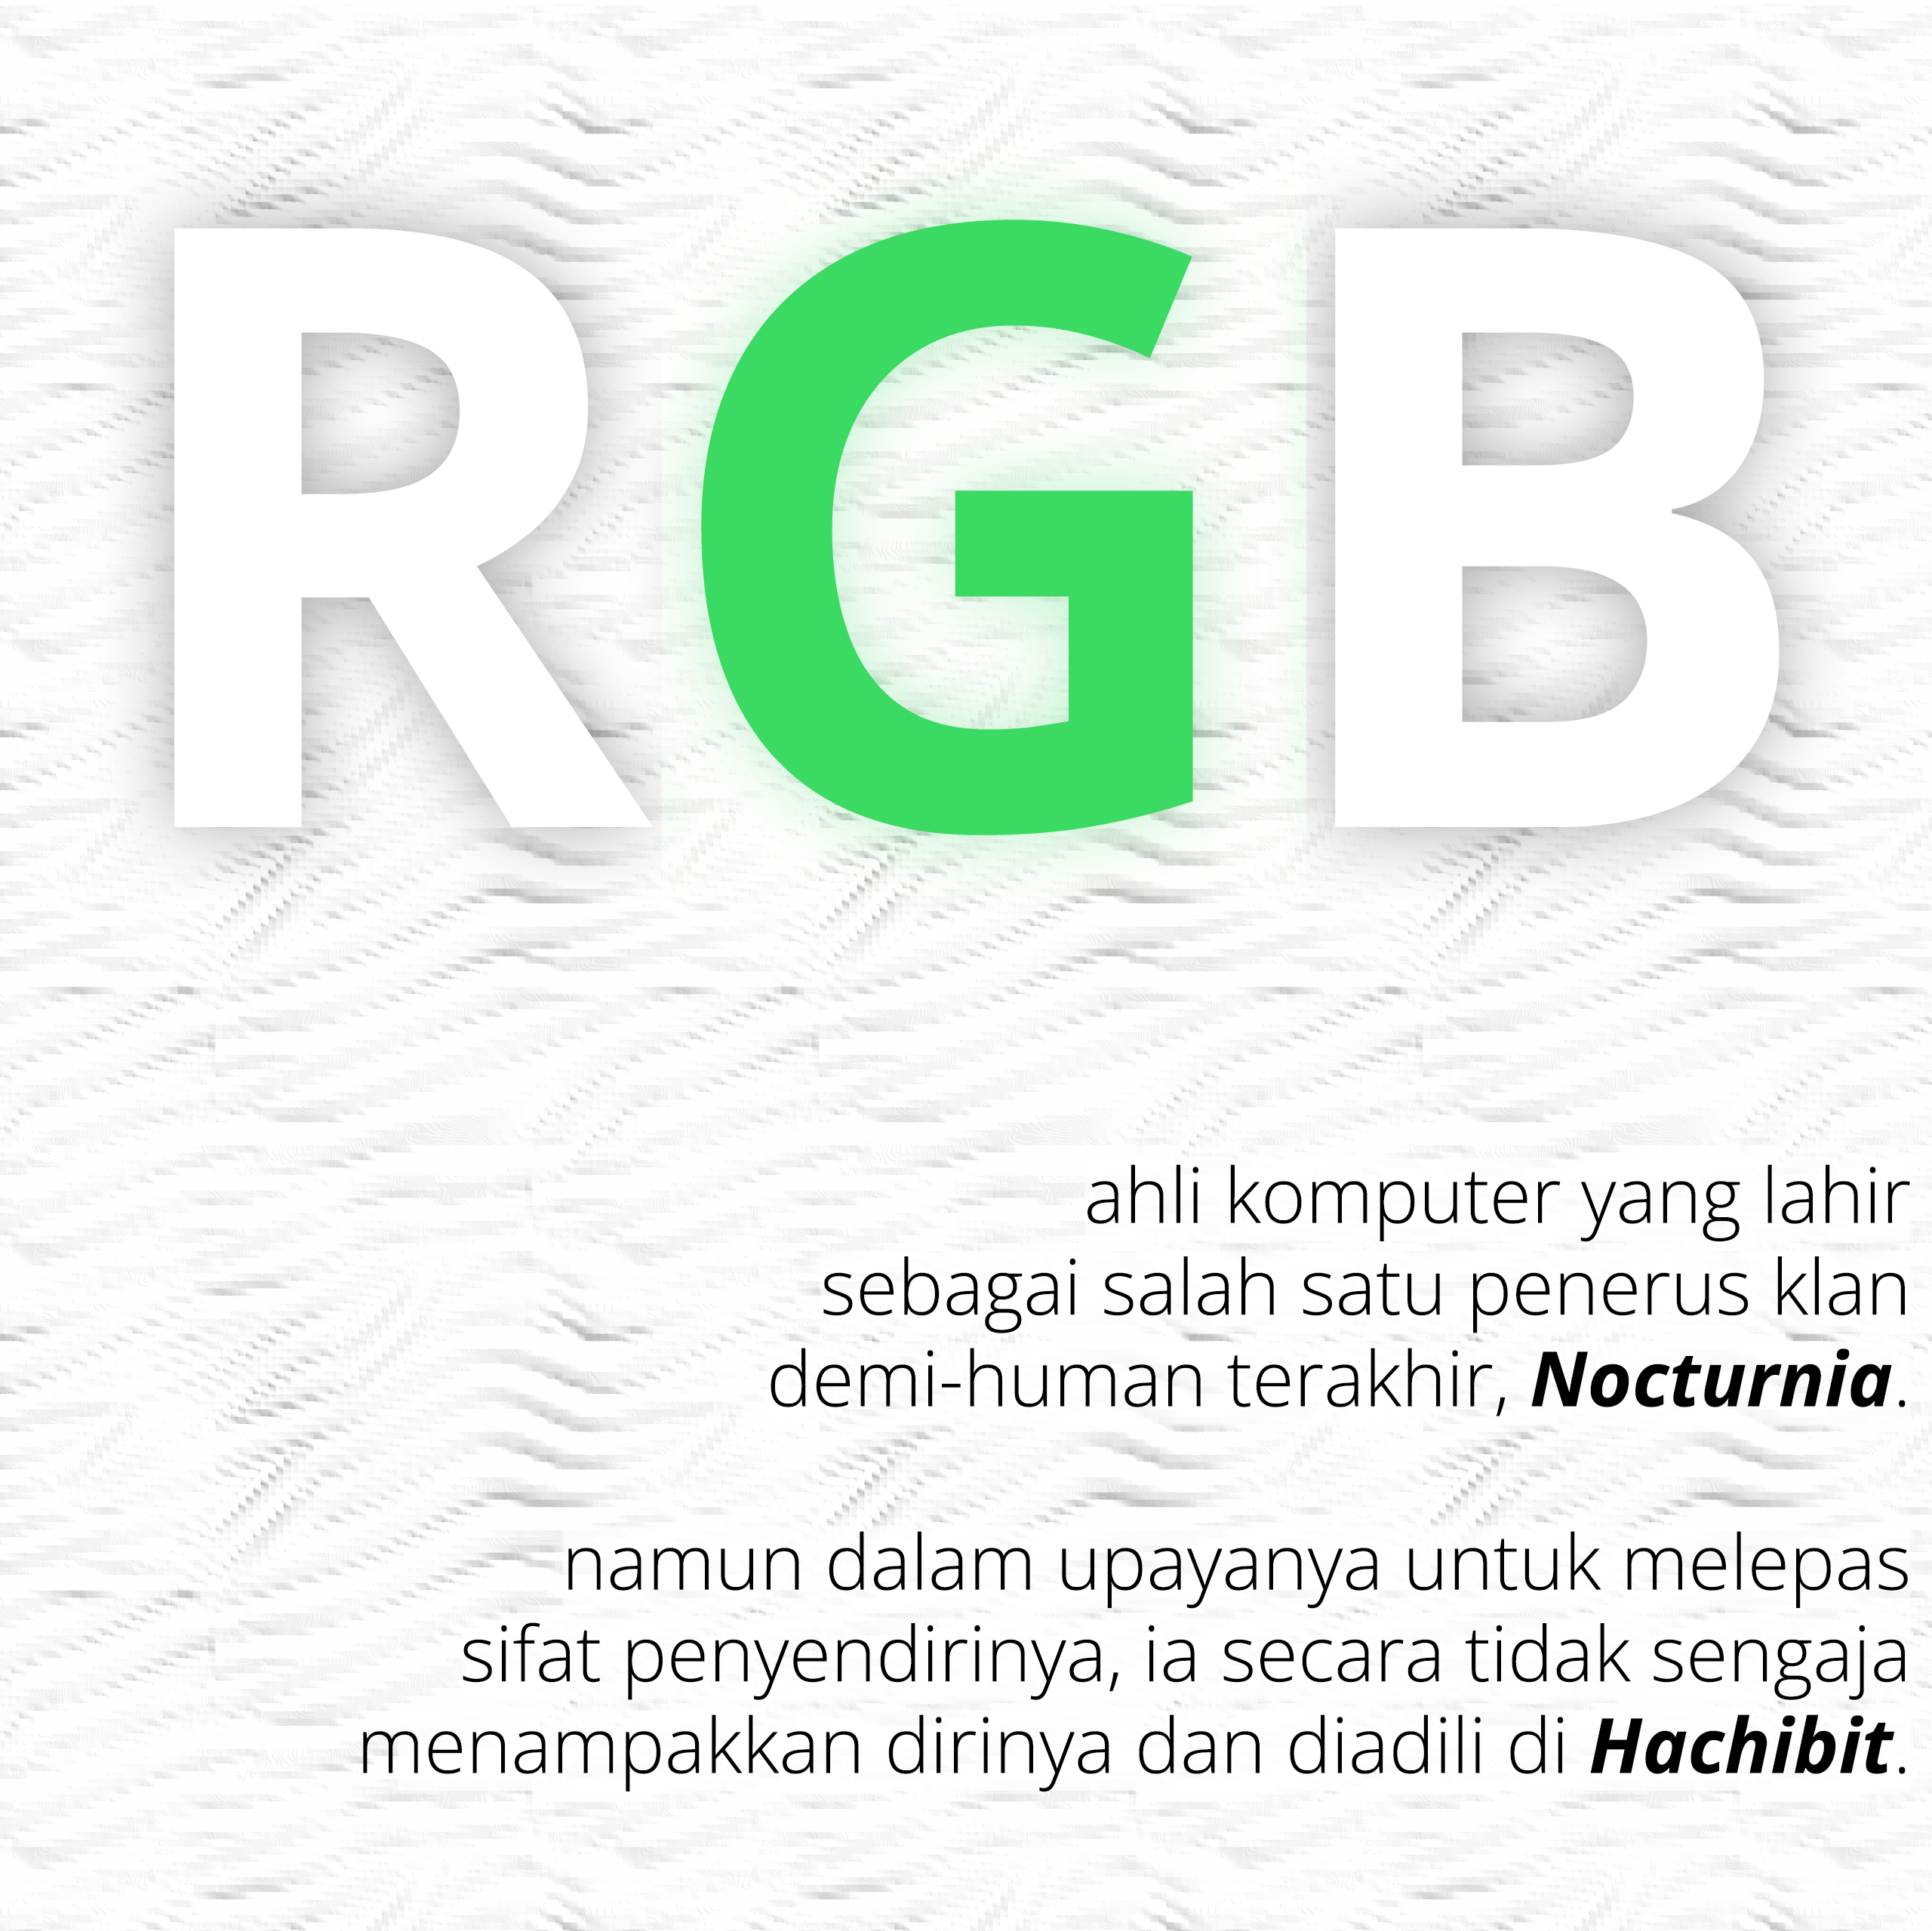 RGB
ahli komputer yang lahir
sebagai salah satu penerus klan
demi-human terakhir, Nocturnia.
namun dalam upayanya untuk melepas
sifat penyendirinya, ia secara tidak sengaja
menampakkan dirinya dan diadili di Hachibit.